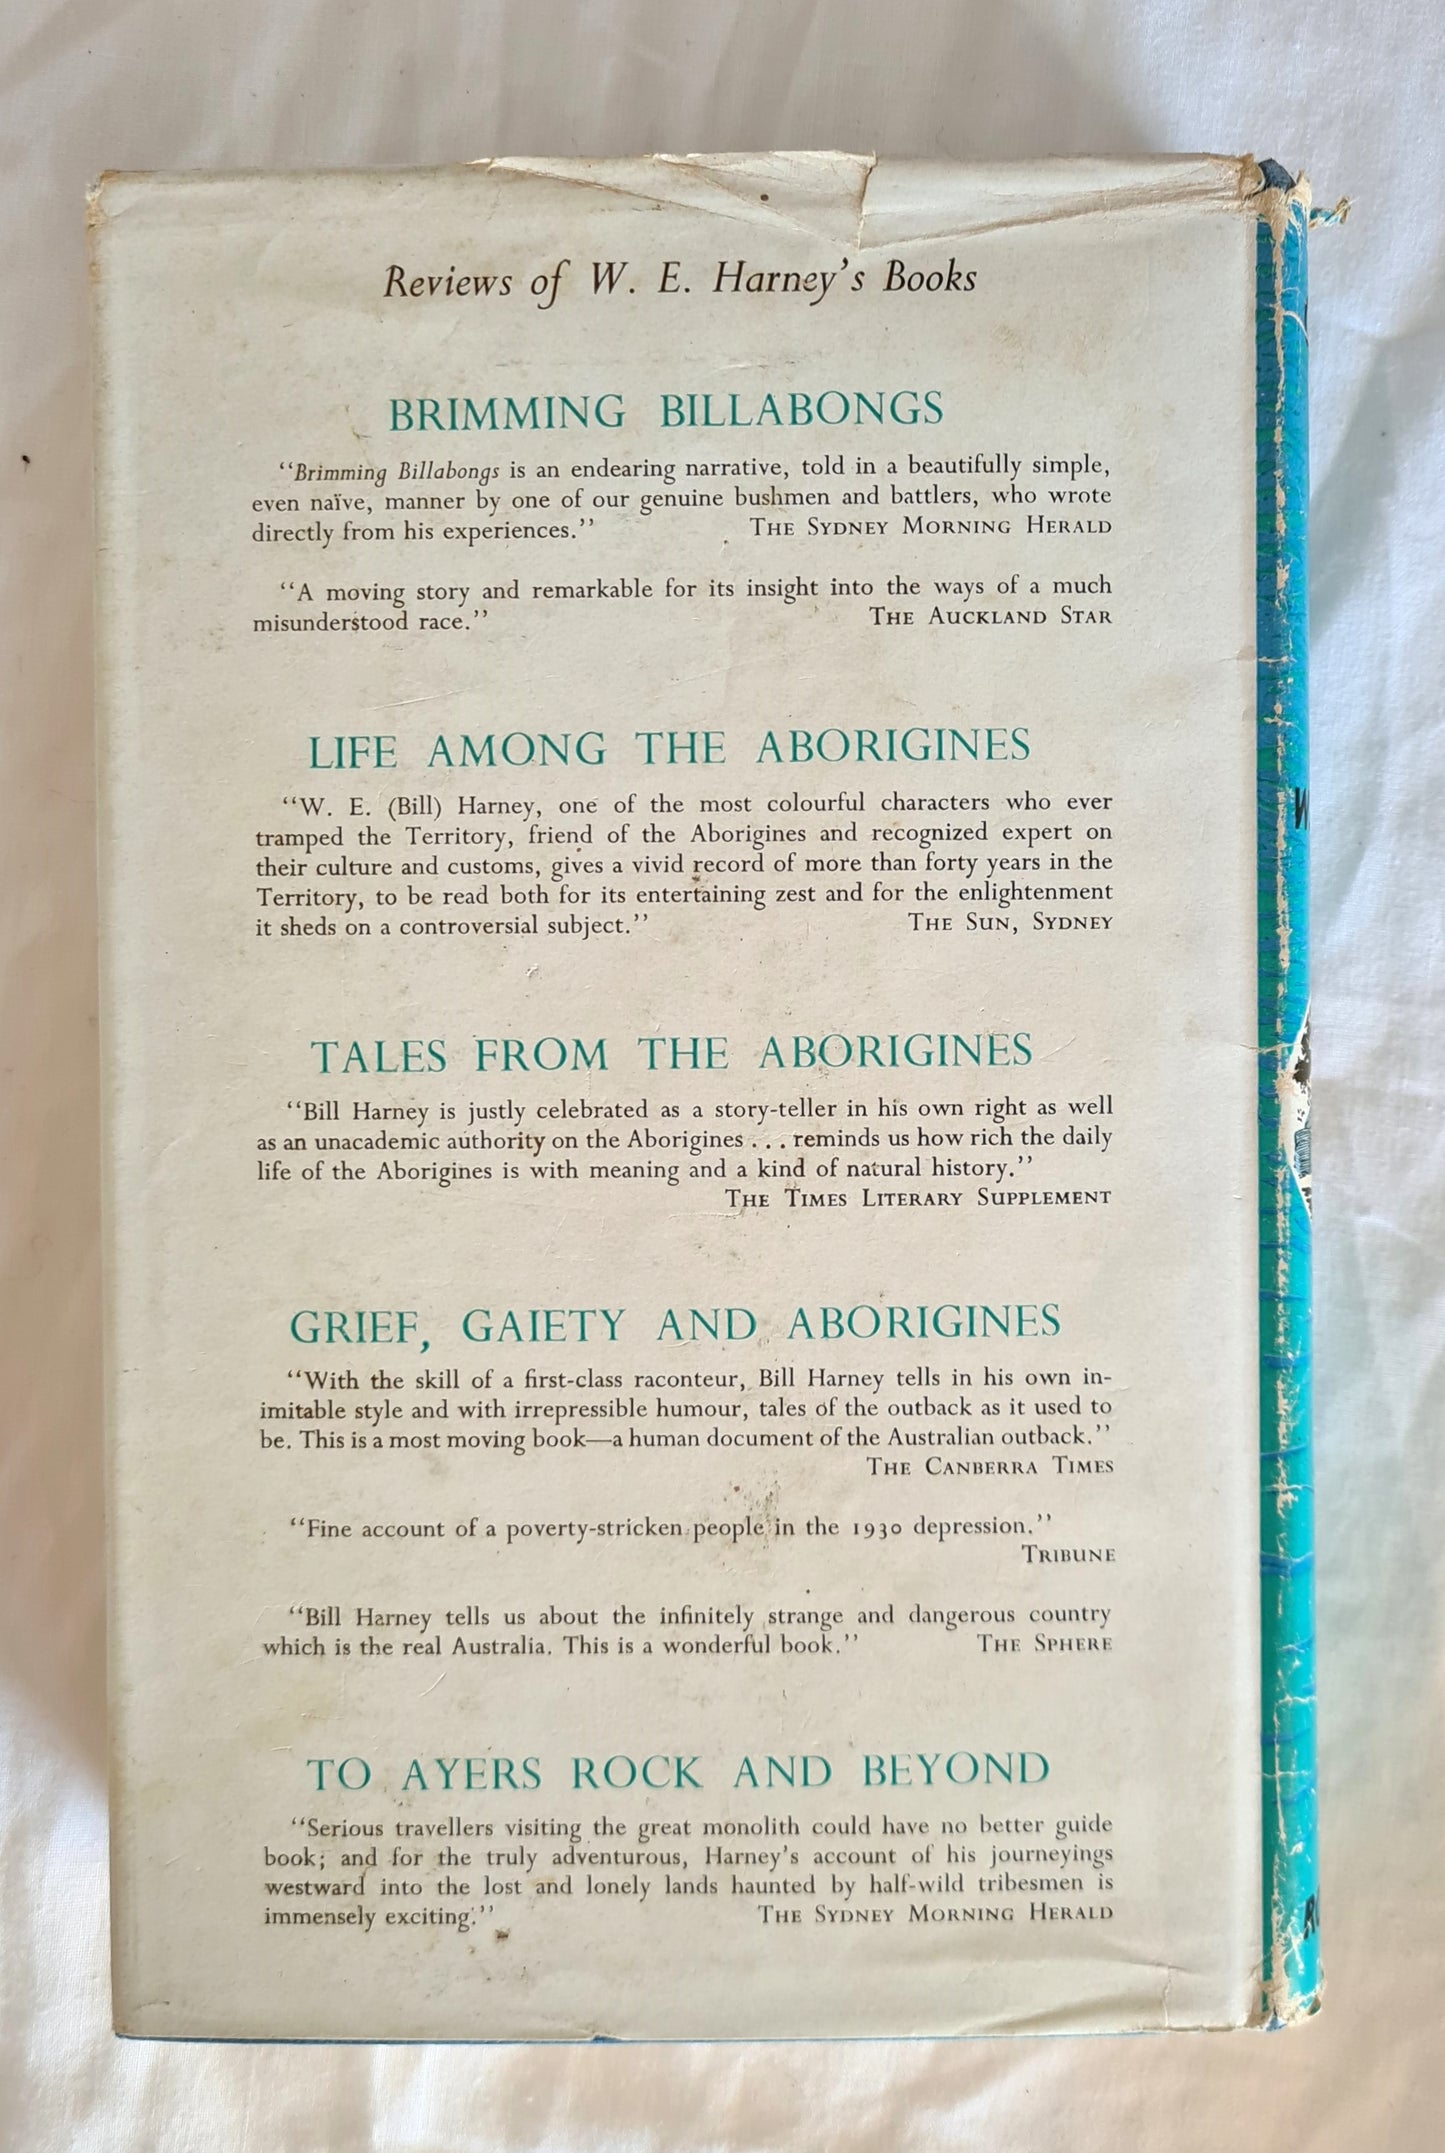 Reviews of W. E. Harney's Books
BRIMMING BILLABONGS
“Brimming Billabongs is an endearing narrative, told in a beautifully simple,
even naïve, manner by one of our genuine bushmen and battlers, who wrote
directly from his experiences.” THE SYDNEY MORNING HERALD
“A moving story and remarkable for its insight into the ways of a much
misunderstood race.” THE AUCKLAND STAR
LIFE AMONG THE ABORIGINES
“W. E. (Bill) Harney, one of the most colourful characters who ever
tramped the Territory, friend of the Aborigines and recognized expert on
their culture and customs, gives a vivid record of more than forty years in the
Territory, to be read both for its entertaining zest and for the enlightenment
it sheds on a controversial subject.” THE SUN, SYDNEY
TALES FROM THE ABORIGINES
“Bill Harney is justly celebrated as a story-teller in his own right as well
as an unacademic authority on the Aborigines . . . reminds us how rich the daily
life of the Aborigines is with meaning and a kind of natural history.”
THE TIMES LITERARY SUPPLEMENT
GRIEF, GAIETY AND ABORIGINES
“With the skill of a first-class raconteur, Bill Harney tells in his own in-
imitable style and with irrepressible humour, tales of the outback as it used to
be. This is a most moving book—a human document of the Australian outback.”
THE CANBERRA TIMES
“Fine account of a poverty-stricken people in the 1930 depression.”
TRIBUNE
“Bill Harney tells us about the infinitely strange and dangerous country
which is the real Australia. This is a wonderful book.” THE SPHERE
TO AYERS ROCK AND BEYOND
“Serious travellers visiting the great monolith could have no better guide
book; and for the truly adventurous, Harney's account of his journeyings
westward into the lost and lonely lands haunted by half-wild tribesmen is
immensely exciting.” THE SYDNEY MORNING HERALD